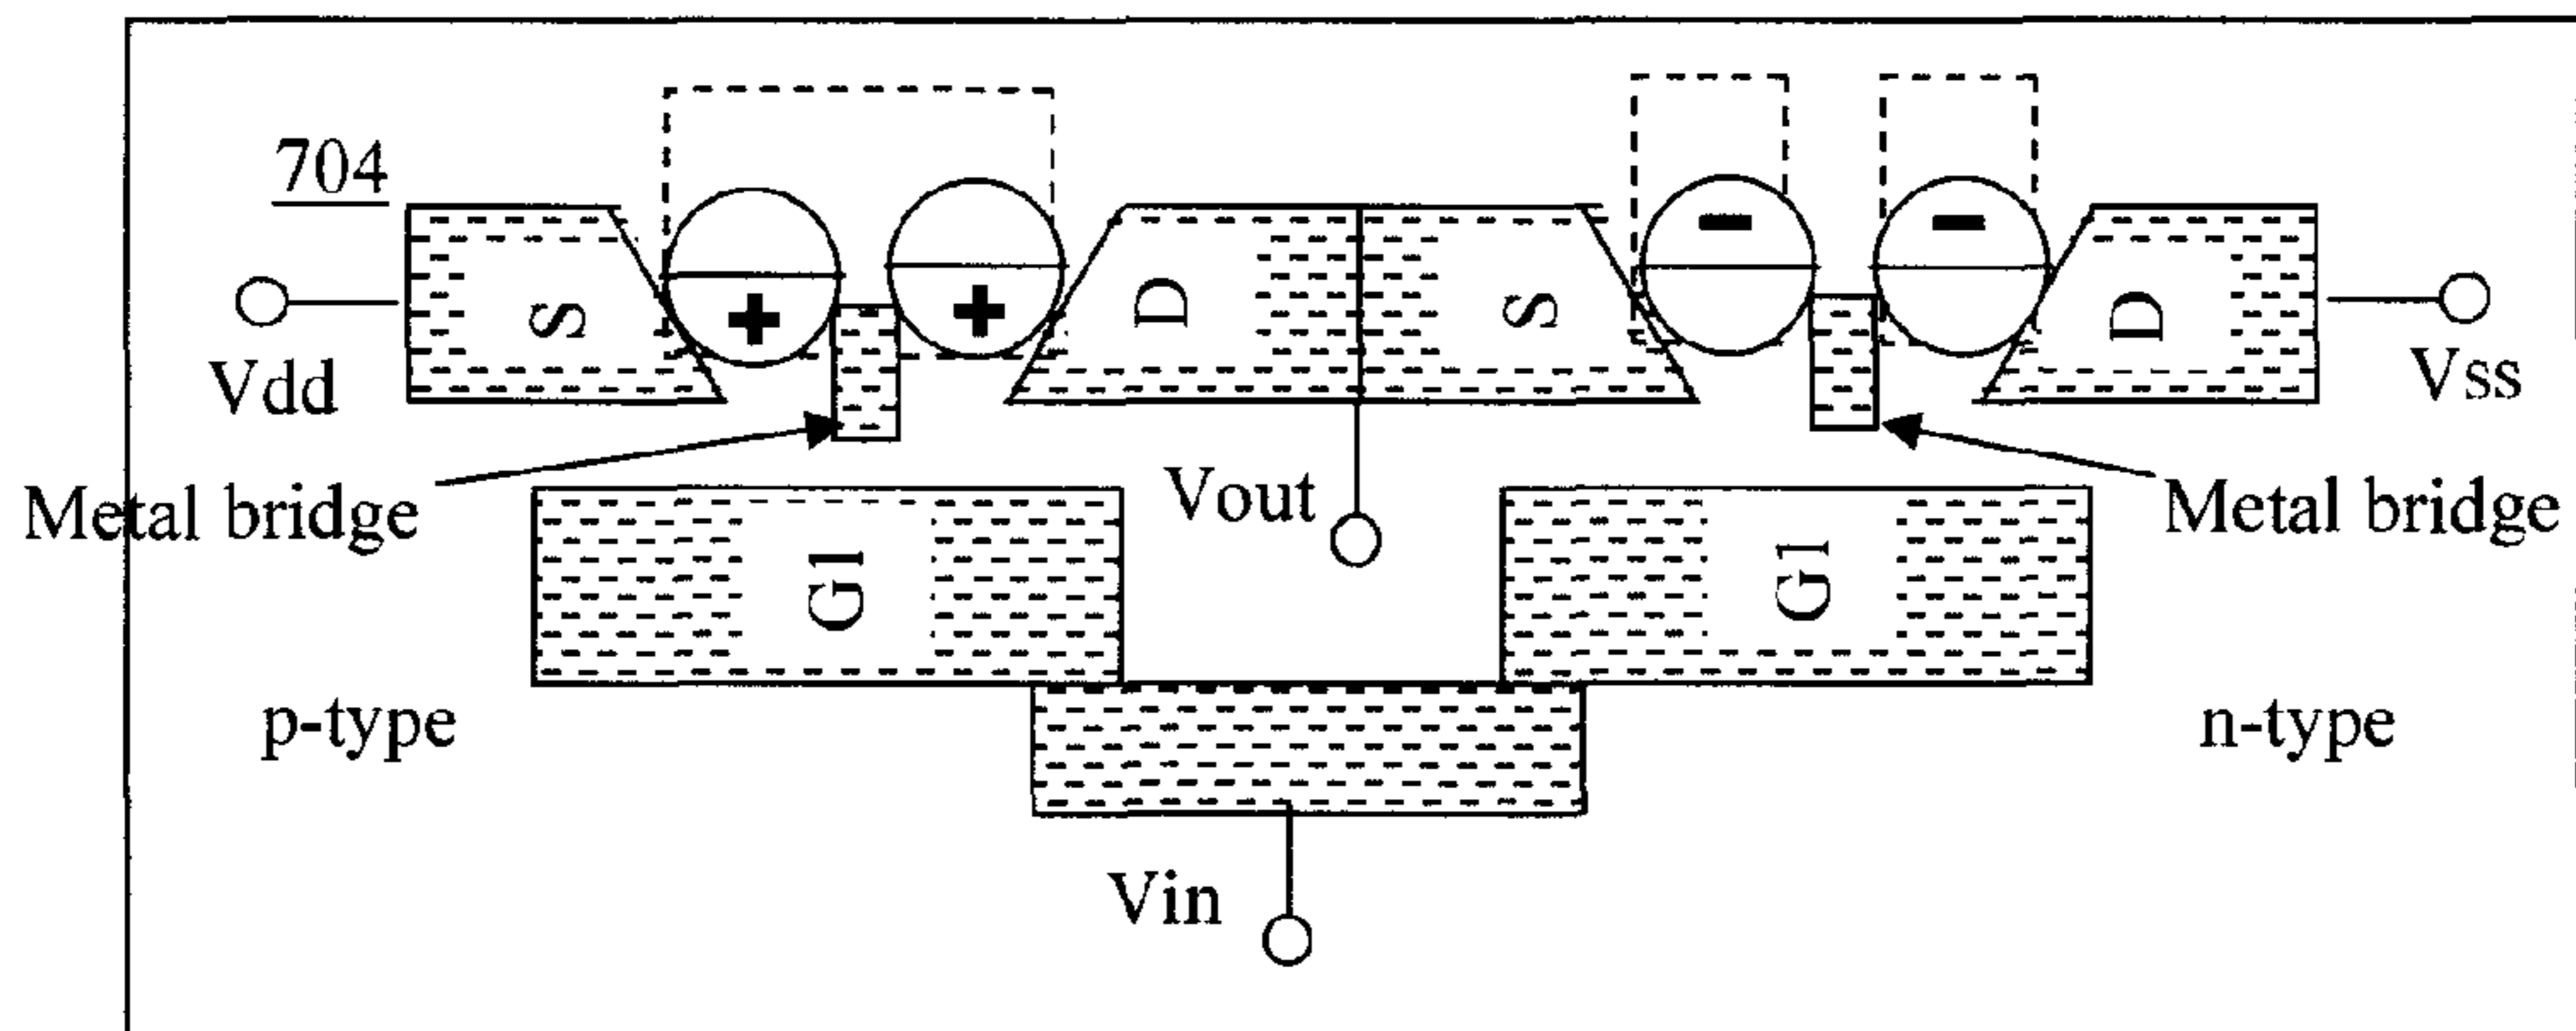 704
+
+
-
-
S
D
S
D
Vdd
Vss
Metal bridge
Vout
Metal bridge
G1
G1
p-type
n-type
Vin